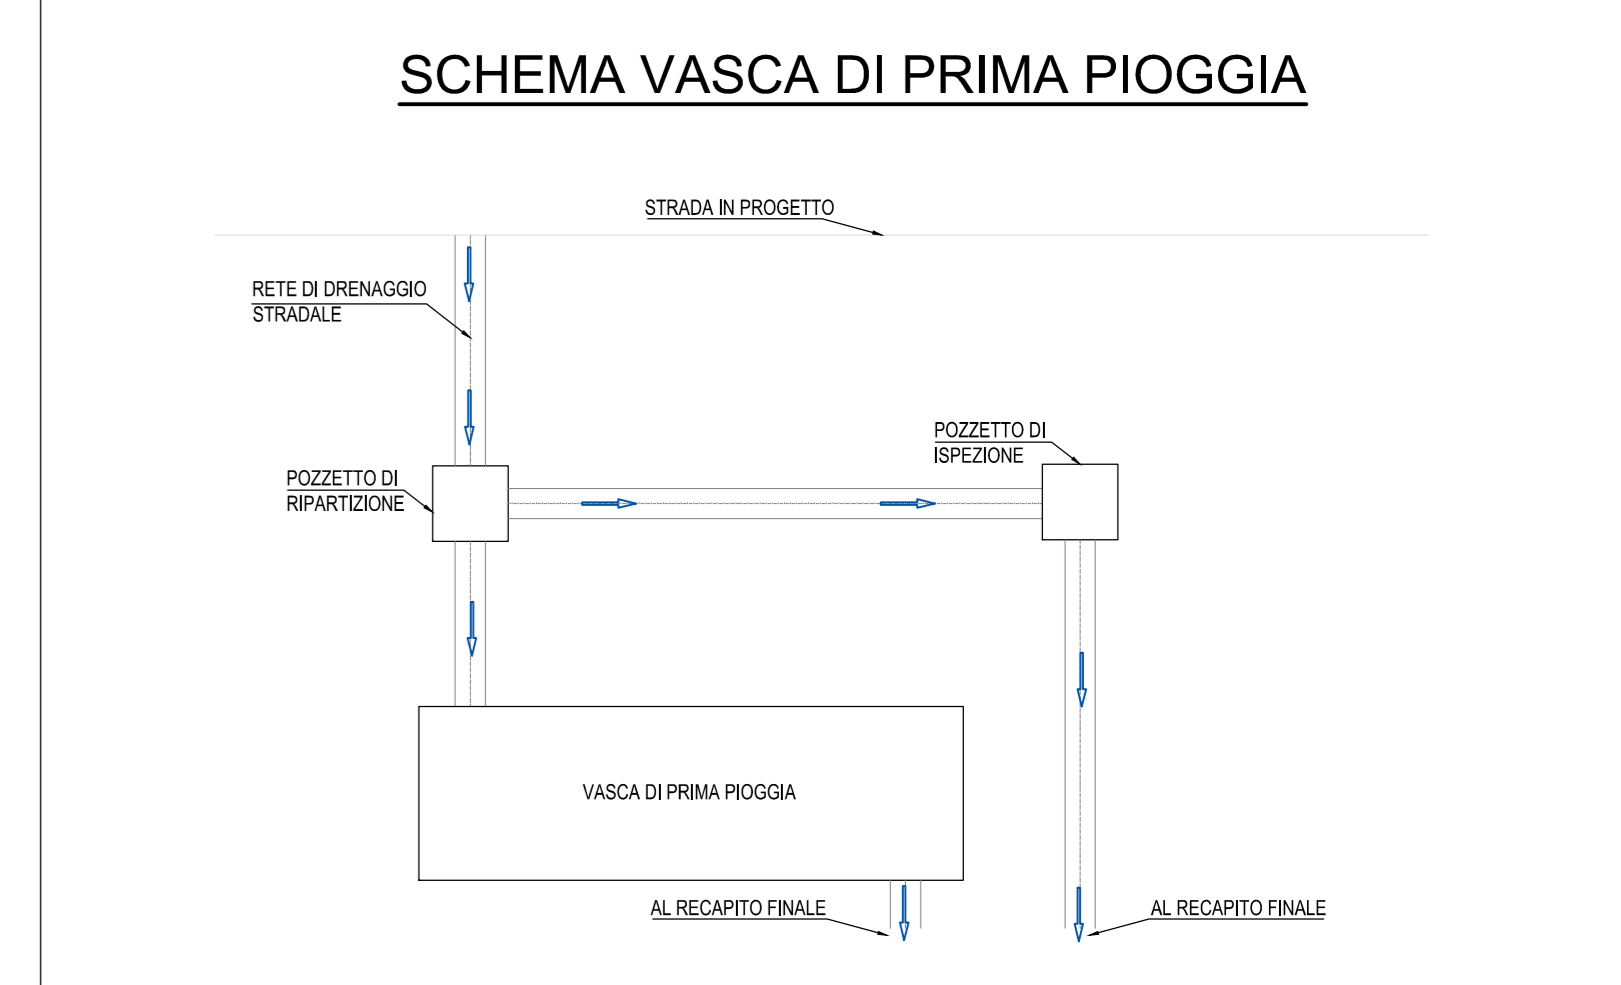 SCHEMA VASCA DI PRIMA PIOGGIA
STRADA IN PROGETTO
RETE DI DRENAGGIO
STRADALE
POZZETTO DI
ISPEZIONE
POZZETTO DI
RIPARTIZIONE
VASCA DI PRIMA PIOGGIA
AL RECAPITO FINALE
AL RECAPITO FINALE